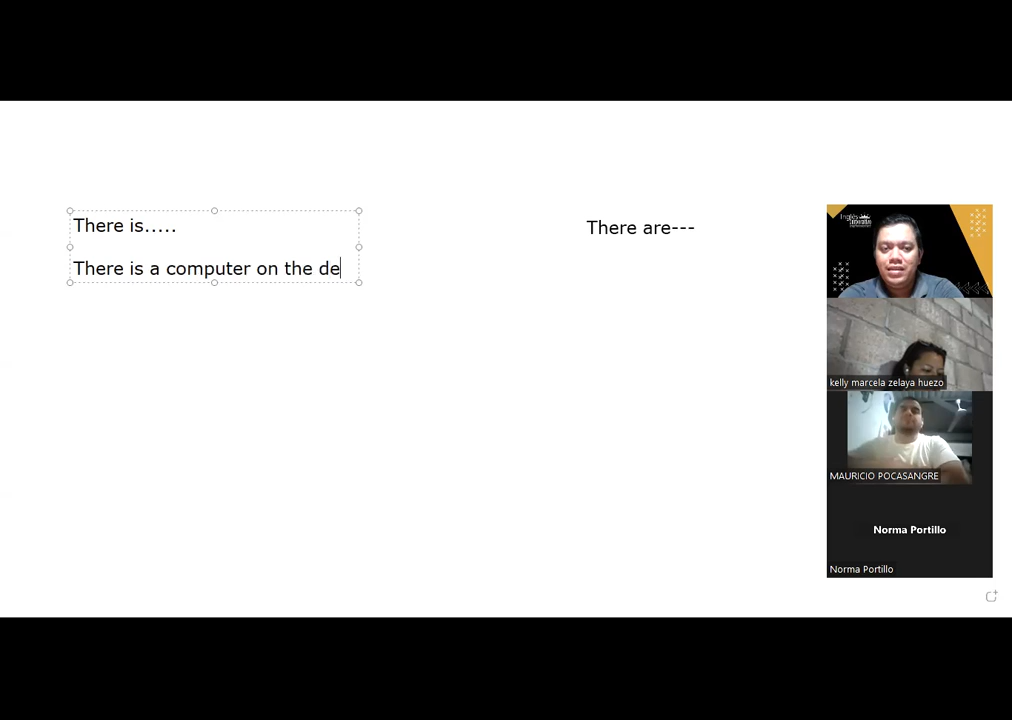 There is.....
There are---
There is a computer on the de
Inglés
kelly marcela zelaya huezo
MAURICIO POCASANGRE
Norma Portillo
Norma Portillo